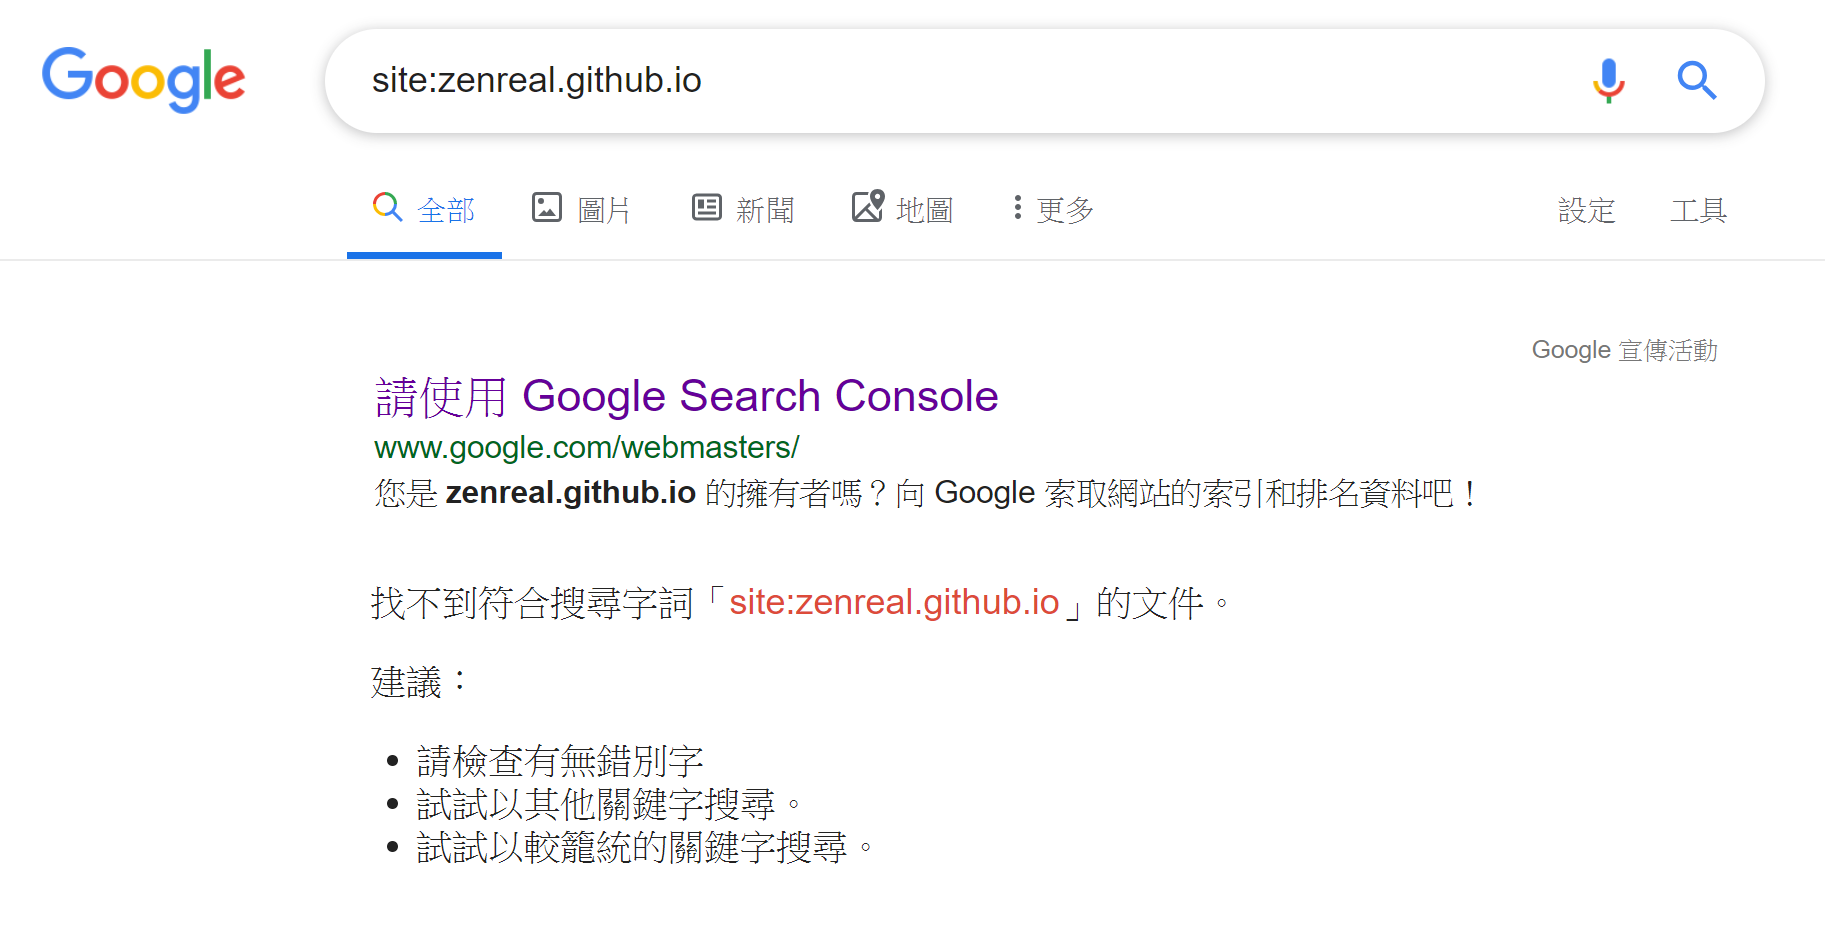 Google
site:zenreal.github.io
全部 圖片 新聞 地圖 更多 設定 工具
Google 宣傳活動
請使用 Google Search Console
www.google.com/webmasters/
您是 zenreal.github.io 的擁有者嗎？向 Google 索取網站的索引和排名資料吧！
找不到符合搜尋字詞「site:zenreal.github.io」的文件。
建議：
• 請檢查有無錯別字
• 試試以其他關鍵字搜尋。
• 試試以較籠統的關鍵字搜尋。